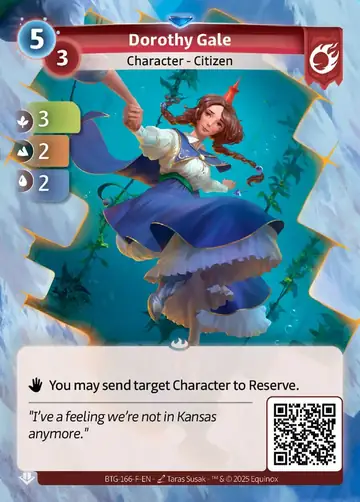 5
Dorothy Gale
3
Character - Citizen
3
2
2
You may send target Character to Reserve.
"I've a feeling we're not in Kansas
anymore."
BTG-166-F-EN - Taras Susak - ™ & © 2025 Equinox